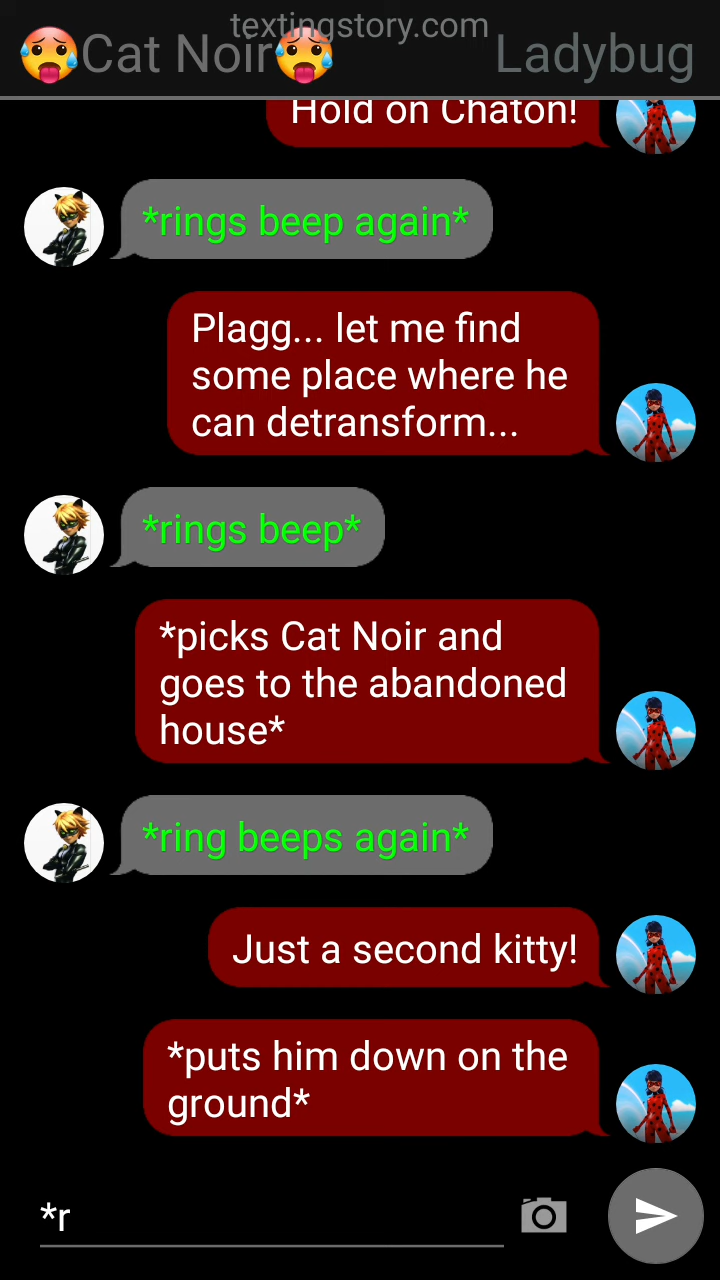 textingstory.com
🥵Cat Noir🥵 Ladybug
Hold on Chaton!
*rings beep again*
Plagg... let me find
some place where he
can detransform...
*rings beep*
*picks Cat Noir and
goes to the abandoned
house*
*ring beeps again*
Just a second kitty!
*puts him down on the
ground*
*r